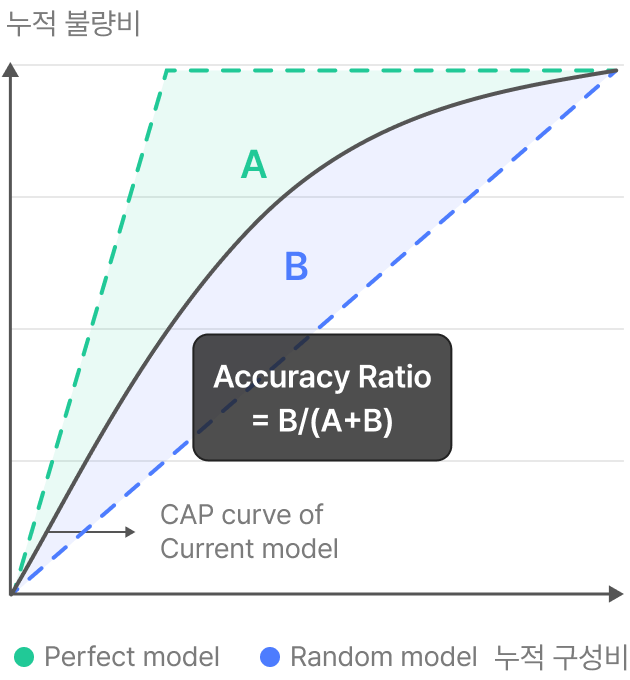 누적 불량비
A
B
Accuracy Ratio
= B/(A+B)
CAP curve of
Current model
Perfect model
Random model
누적 구성비